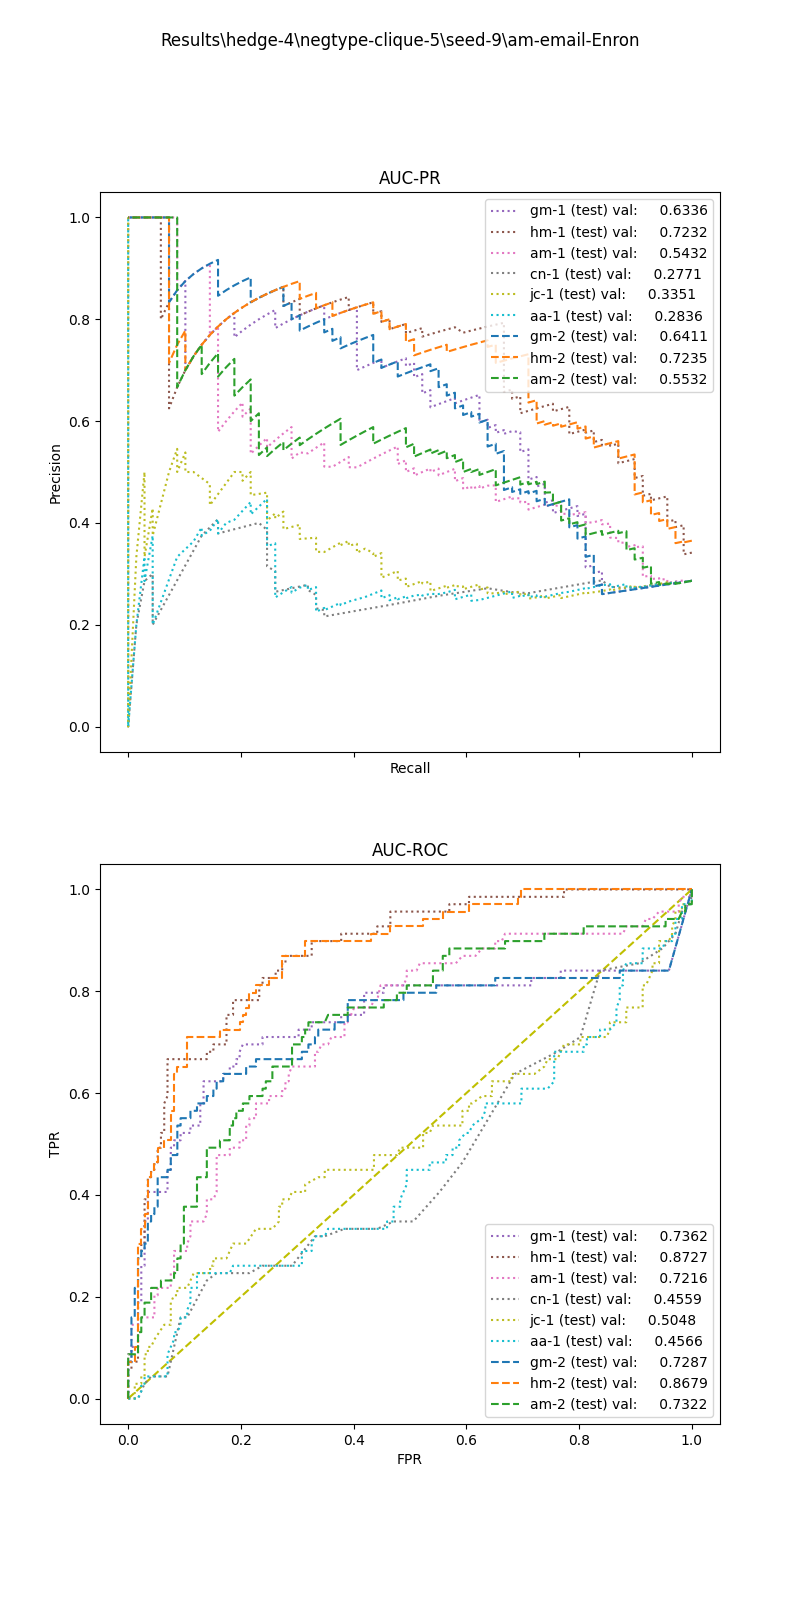 Results\hedge-4\negtype-clique-5\seed-9\am-email-Enron
AUC-PR
1.0
0.8
0.6
0.4
0.2
0.0
Precision
Recall
gm-1 (test) val: 0.6336
hm-1 (test) val: 0.7232
am-1 (test) val: 0.5432
cn-1 (test) val: 0.2771
jc-1 (test) val: 0.3351
aa-1 (test) val: 0.2836
gm-2 (test) val: 0.6411
hm-2 (test) val: 0.7235
am-2 (test) val: 0.5532
AUC-ROC
1.0
0.8
0.6
0.4
0.2
0.0
TPR
gm-1 (test) val: 0.7362
hm-1 (test) val: 0.8727
am-1 (test) val: 0.7216
cn-1 (test) val: 0.4559
jc-1 (test) val: 0.5048
aa-1 (test) val: 0.4566
gm-2 (test) val: 0.7287
hm-2 (test) val: 0.8679
am-2 (test) val: 0.7322
0.0 0.2 0.4 0.6 0.8 1.0
FPR